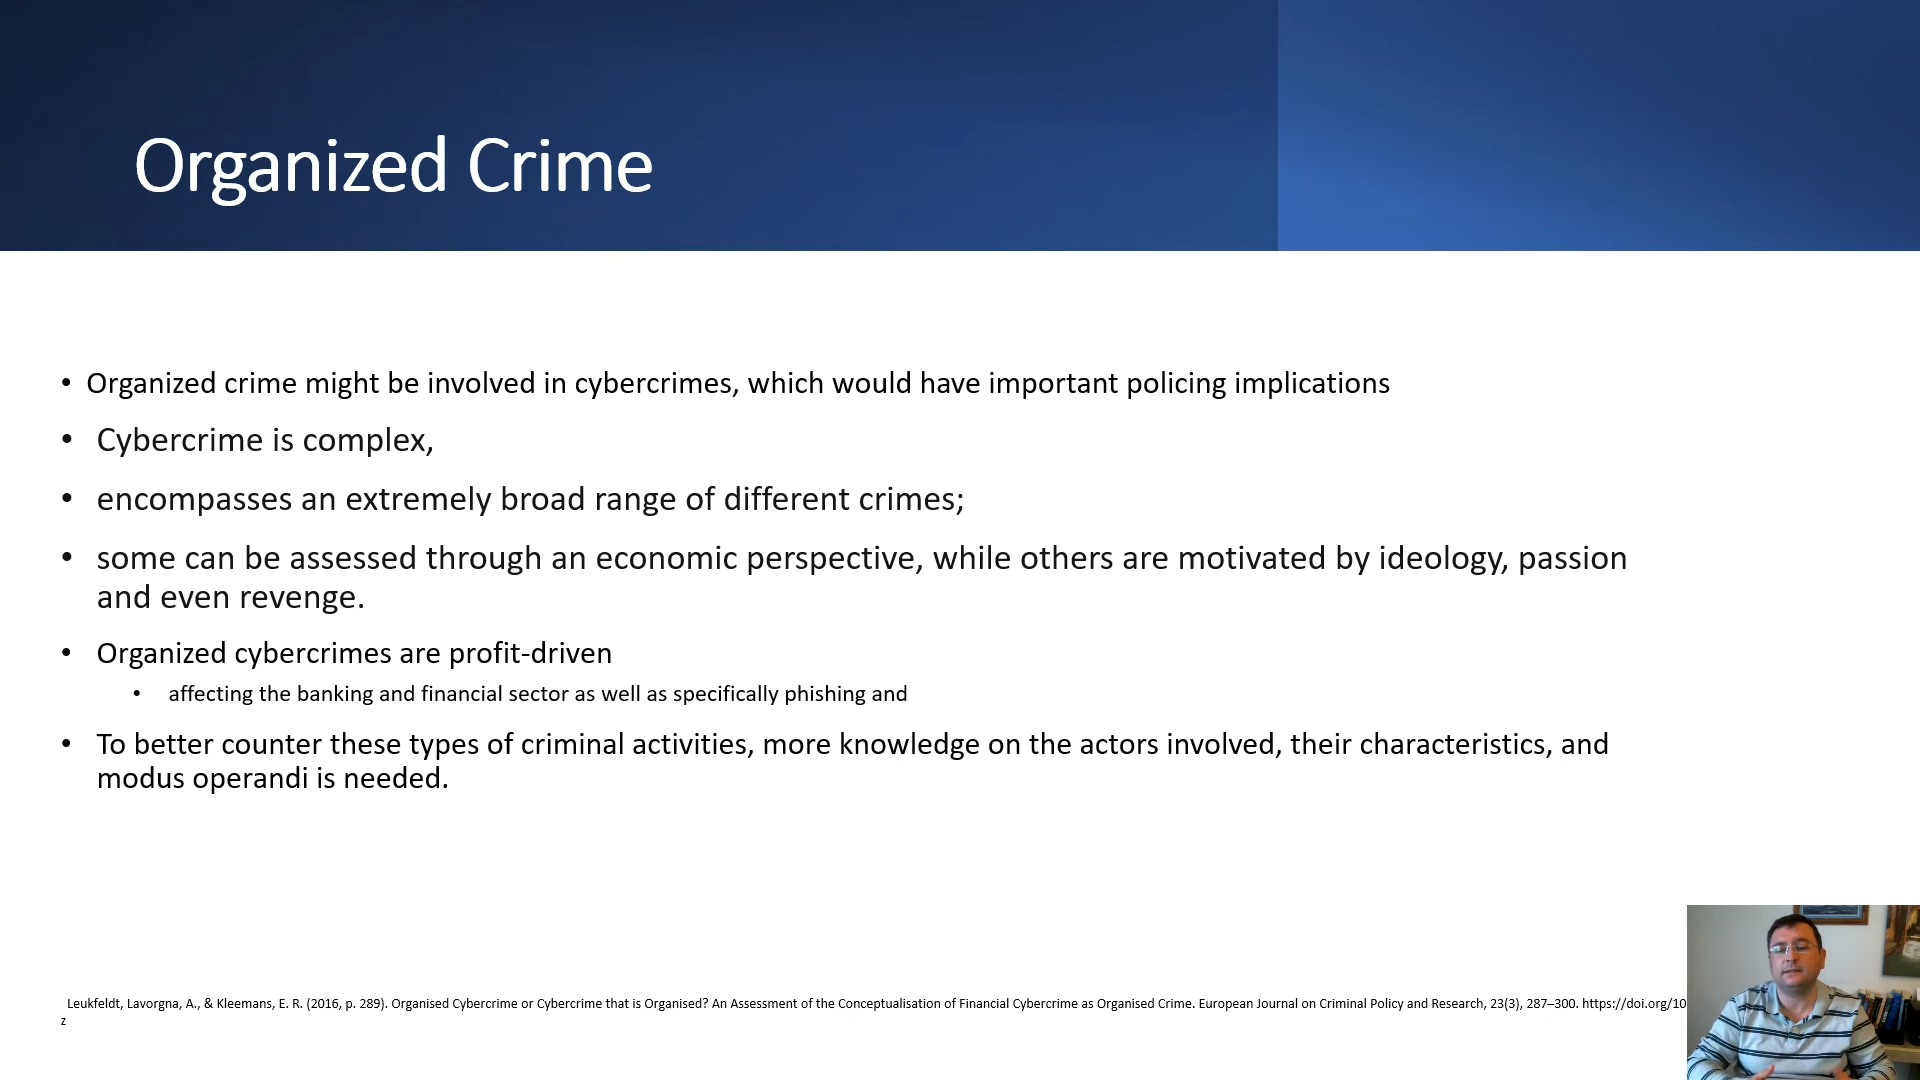 Organized Crime
• Organized crime might be involved in cybercrimes, which would have important policing implications
• Cybercrime is complex,
• encompasses an extremely broad range of different crimes;
• some can be assessed through an economic perspective, while others are motivated by ideology, passion
and even revenge.
• Organized cybercrimes are profit-driven
• affecting the banking and financial sector as well as specifically phishing and
• To better counter these types of criminal activities, more knowledge on the actors involved, their characteristics, and
modus operandi is needed.
Leukfeldt, Lavorgna, A., & Kleemans, E. R. (2016, p. 289). Organised Cybercrime or Cybercrime that is Organised? An Assessment of the Conceptualisation of Financial Cybercrime as Organised Crime. European Journal on Criminal Policy and Research, 23(3), 287–300. https://doi.org/10
z